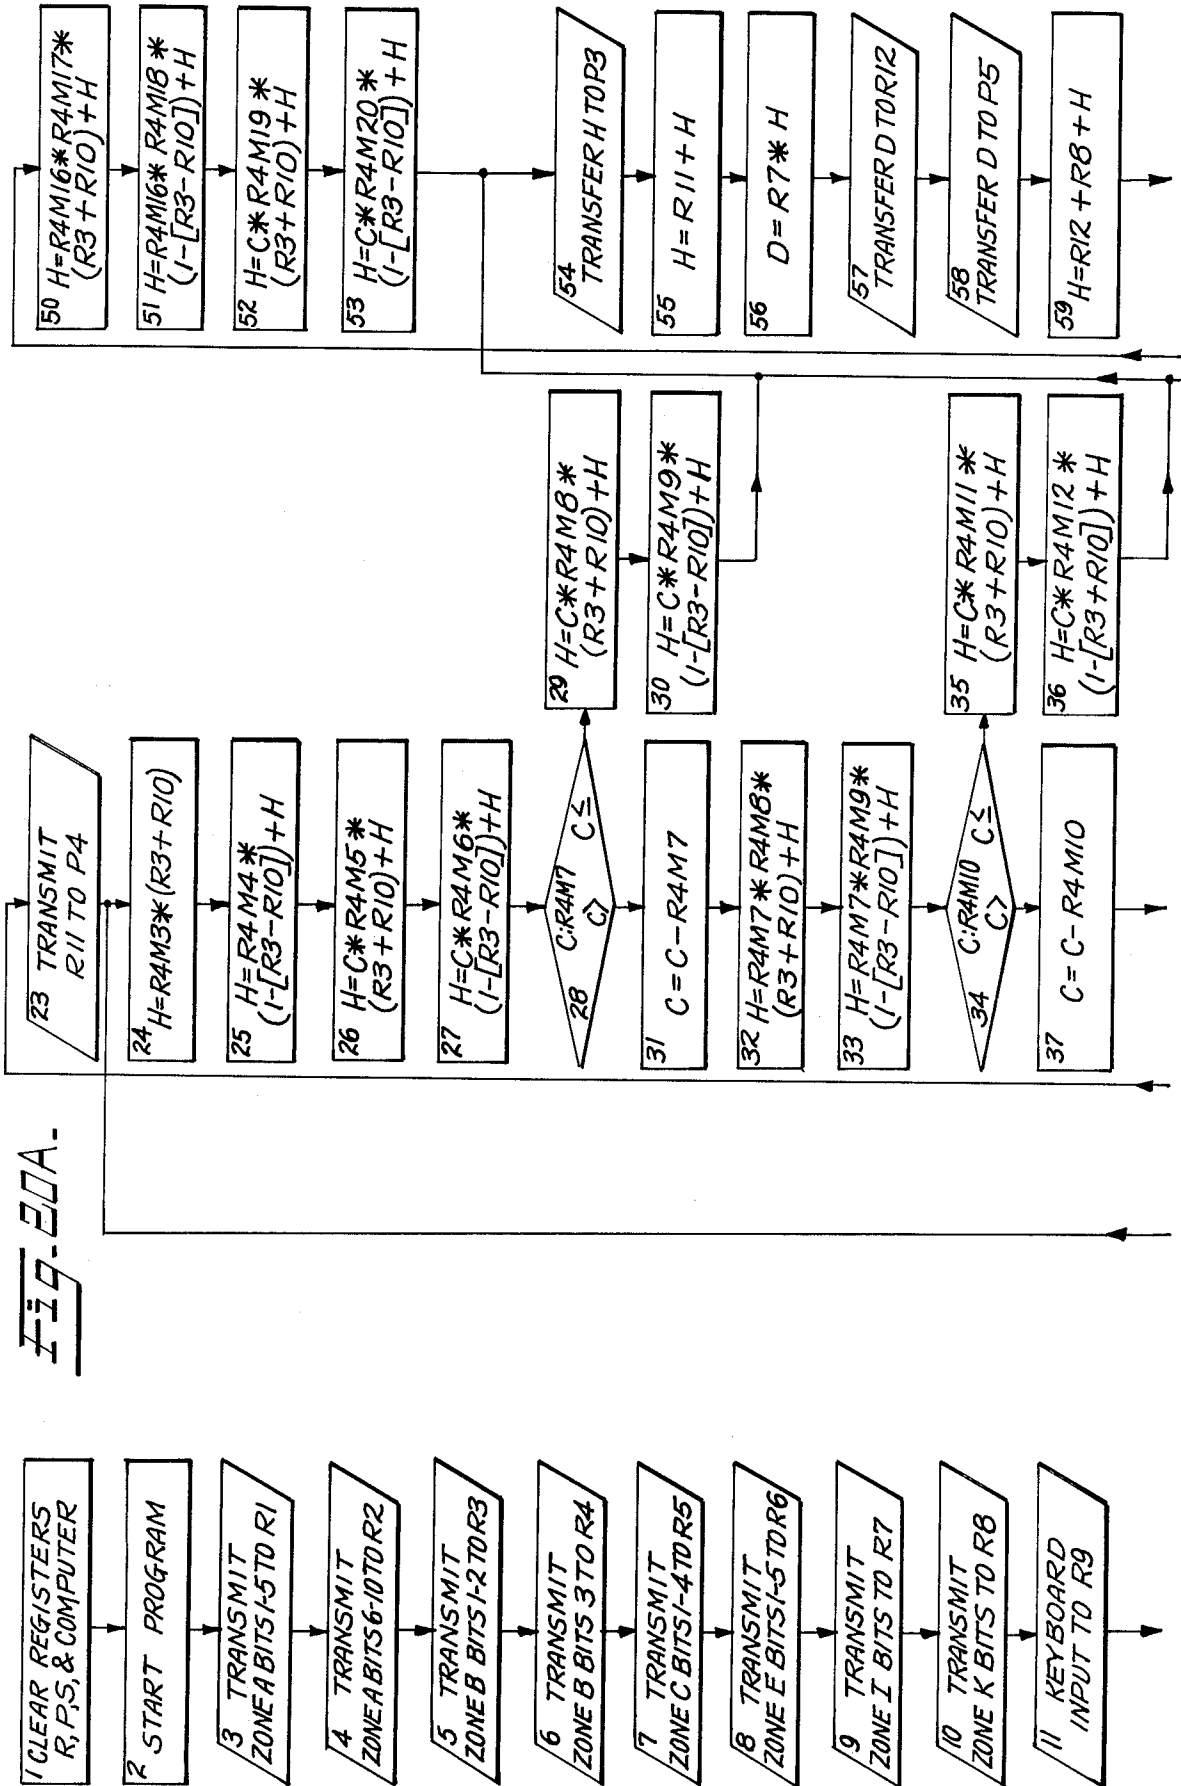 Fig-20A.
1 CLEAR REGISTERS
R,P,S, & COMPUTER
2 START PROGRAM
3 TRANSMIT
ZONE A BITS 1-5 TO R1
4 TRANSMIT
ZONE A BITS 6-10 TO R2
5 TRANSMIT
ZONE B BITS 1-2 TO R3
6 TRANSMIT
ZONE B BITS 3 TO R4
7 TRANSMIT
ZONE C BITS 1-4 TO R5
8 TRANSMIT
ZONE E BITS 1-5 TO R6
9 TRANSMIT
ZONE I BITS TO R7
10 TRANSMIT
ZONE K BITS TO R8
11 KEYBOARD
INPUT TO R9
23 TRANSMIT
R11 TO P4
24 H=R4M3*(R3+R10)
25 H=R4M4*
(1-[R3-R10])+H
26 H=C*R4M5*
(R3+R10)+H
27 H=C*R4M6*
(1-[R3-R10])+H
28 C:R4M7 C≤
C>
29 H=C*R4M8*
(R3+R10)+H
30 H=C*R4M9*
(1-[R3-R10])+H
31 C=C-R4M7
32 H=R4M7*R4M8*
(R3+R10)+H
33 H=R4M7*R4M9*
(1-[R3-R10])+H
34 C:R4M10 C≤
C>
35 H=C*R4M11*
(R3+R10)+H
36 H=C*R4M12*
(1-[R3+R10])+H
37 C=C-R4M10
50 H=R4M16*R4M17*
(R3+R10)+H
51 H=R4M16*R4M18*
(1-[R3-R10])+H
52 H=C*R4M19*
(R3+R10)+H
53 H=C*R4M20*
(1-[R3-R10])+H
54
TRANSFER H TO P3
55 H=R11+H
56 D=R7*H
57
TRANSFER D TO R12
58
TRANSFER D TO P5
59 H=R12+R8+H